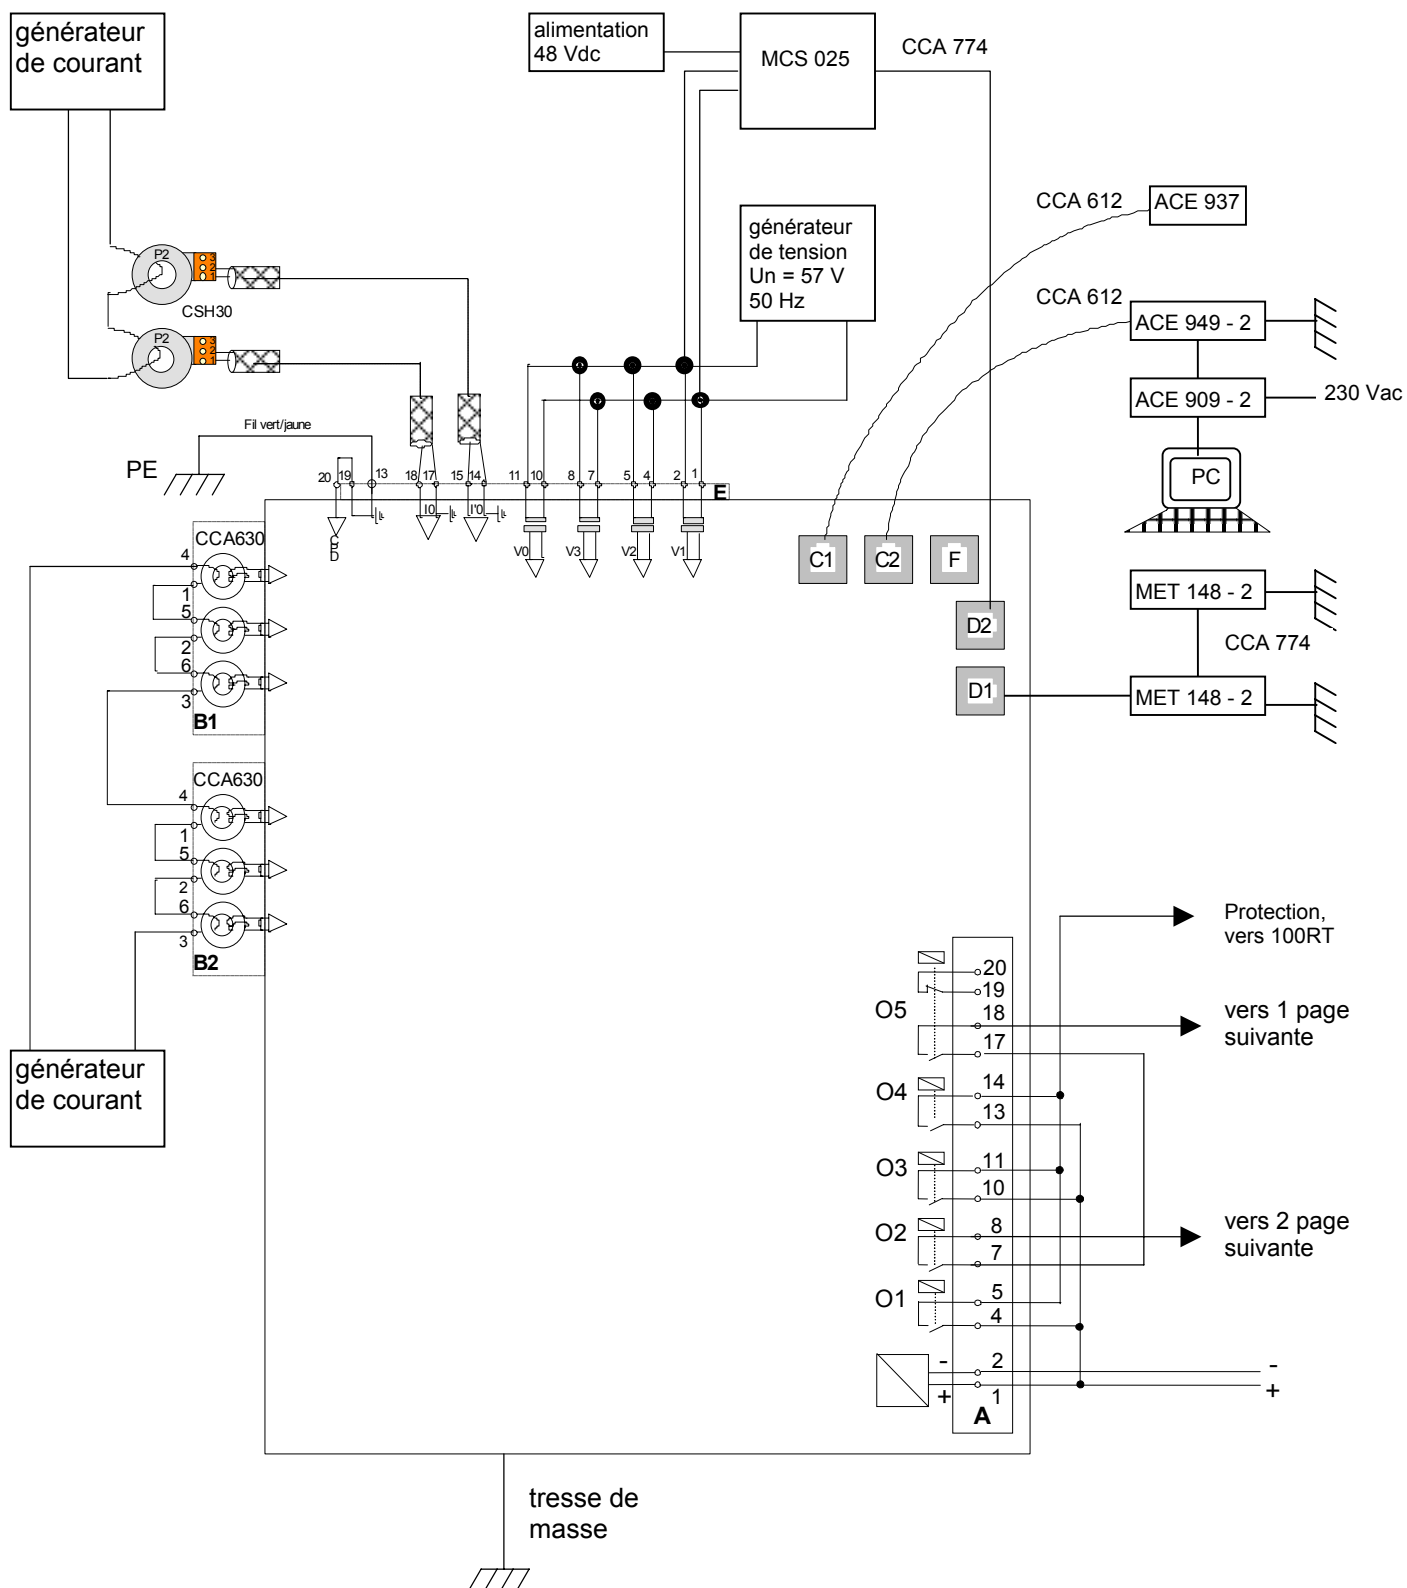 générateur
de courant
alimentation
48 Vdc
MCS 025
CCA 774
CCA 612
ACE 937
générateur
de tension
Un = 57 V
50 Hz
P2
3
2
1
CSH30
P2
3
2
1
CCA 612
ACE 949 - 2
ACE 909 - 2
230 Vac
PC
Fil vert/jaune
PE
20 19 13 18 17 15 14 11 10 8 7 5 4 2 1
E
I0 I'0
V0 V3 V2 V1
C1 C2 F
D2
D1
MET 148 - 2
CCA 774
MET 148 - 2
CCA630
4
1
5
2
6
3
B1
CCA630
4
1
5
2
6
3
B2
générateur
de courant
Protection,
vers 100RT
20
19
O5
18
17
vers 1 page
suivante
O4
14
13
O3
11
10
O2
8
7
vers 2 page
suivante
O1
5
4
- 2 -
+ 1 +
A
tresse de
masse